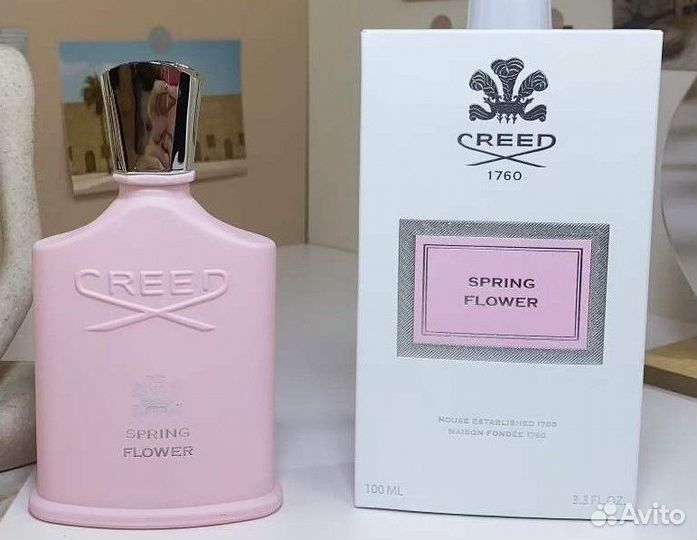 CREED
SPRING
FLOWER
CREED
1760
SPRING
FLOWER
HOUSE ESTABLISHED 1760
MAISON FONDÉE 1760
100 ML
3.3 FL.OZ.
Avito